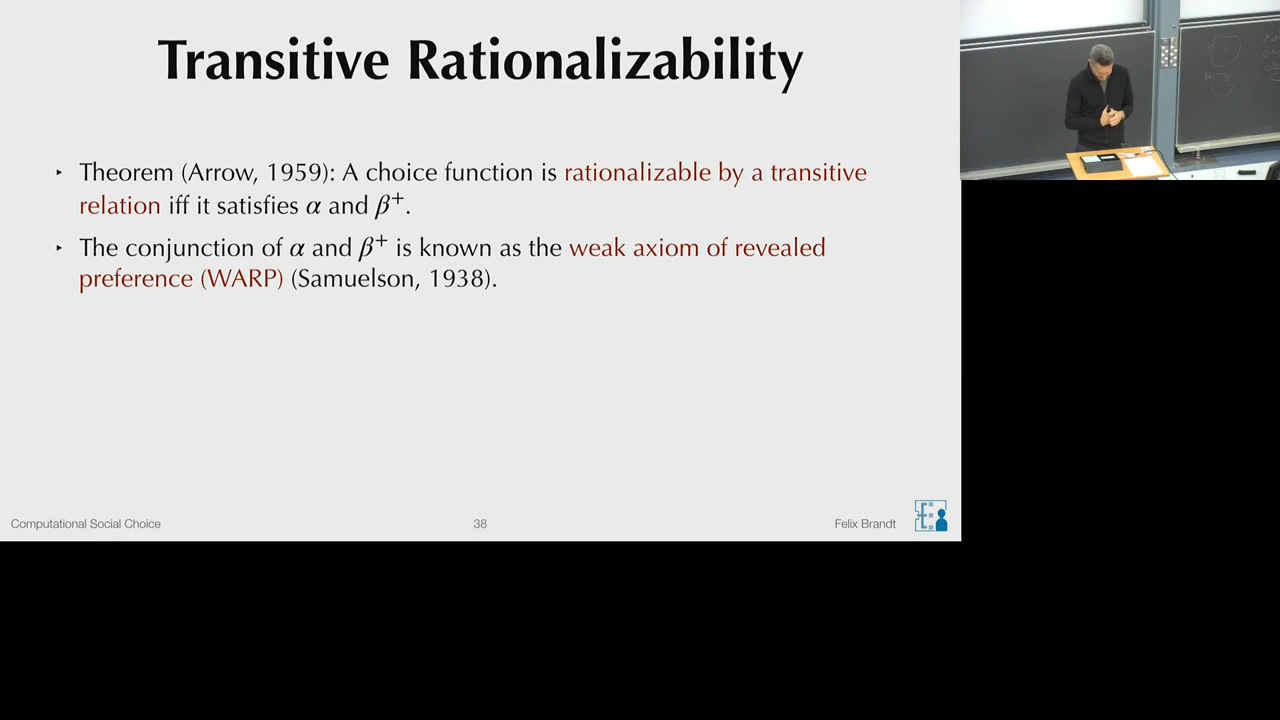 Transitive Rationalizability
‣ Theorem (Arrow, 1959): A choice function is rationalizable by a transitive
relation iff it satisfies α and β⁺.
‣ The conjunction of α and β⁺ is known as the weak axiom of revealed
preference (WARP) (Samuelson, 1938).
Computational Social Choice
38
Felix Brandt